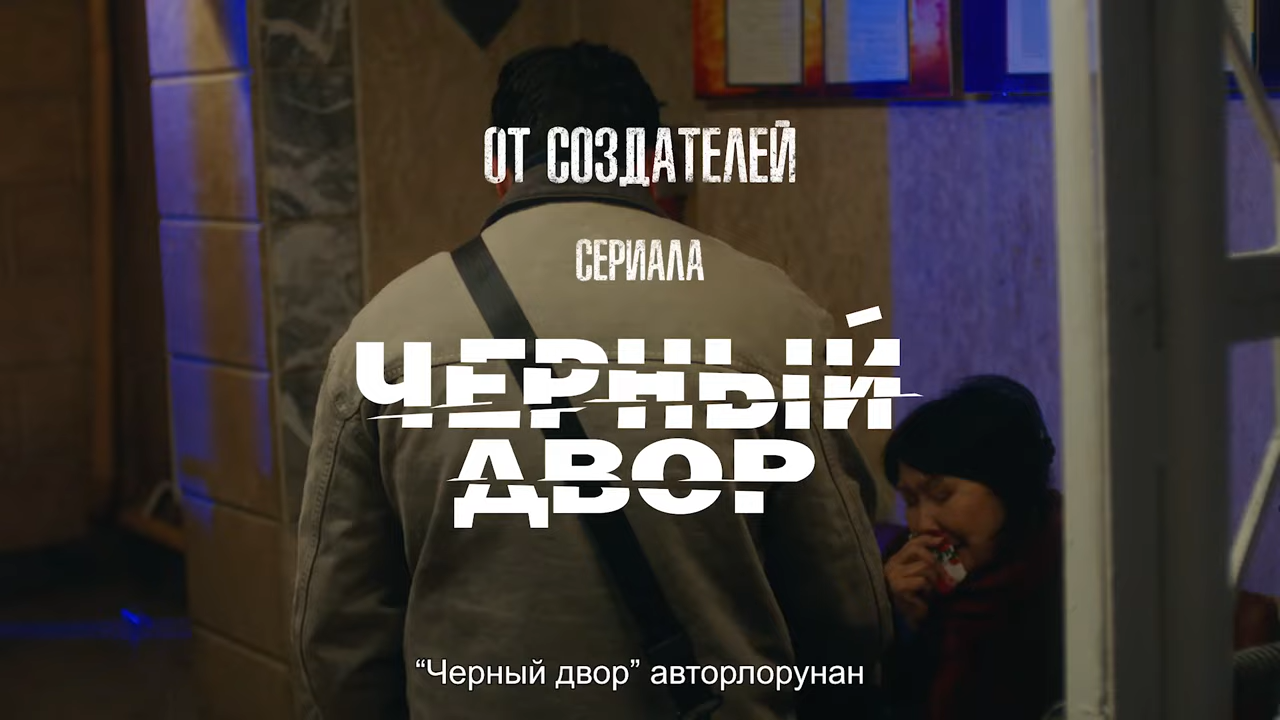 ОТ СОЗДАТЕЛЕЙ
СЕРИАЛА
ЧЕРНЫЙ
ДВОР
“Черный двор” авторлорунан